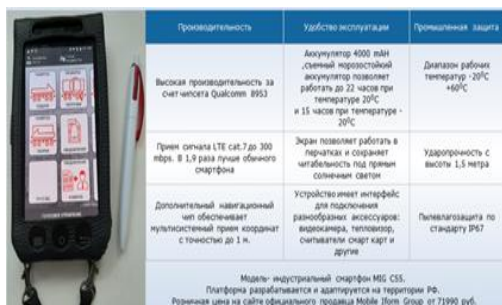 Производительность
Удобство эксплуатации
Промышленная защита
Высокая производительность за
счет чипсета Qualcomm 8953
Аккумулятор 4000 mAH
,съемный морозостойкий
аккумулятор позволяет
работать до 22 часов при
температуре 20⁰С
и 15 часов при температуре -
20⁰С
Диапазон рабочих
температур -20⁰С
+60⁰С
Прием сигнала LTE cat.7до 300
mbps. В 1,9 раза лучше обычного
смартфона
Экран позволяет работать в
перчатках и сохраняет
читабельность под прямым
солнечным светом
Ударопрочность с
высоты 1,5 метра
Дополнительный навигационный
чип обеспечивает
мультисистемный прием координат
с точностью до 1 м.
Устройство имеет интерфейс
для подключения
разнообразных аксессуаров:
видеокамера, тепловизор,
считыватели смарт карт и
другие
Пылевлагозащита по
стандарту IP67
Модель- индустриальный смартфон MIG C55.
Платформа разрабатывается и адаптируется на территории РФ.
Розничная цена на сайте официального продавца Mobile Iform Group от 71990 руб.